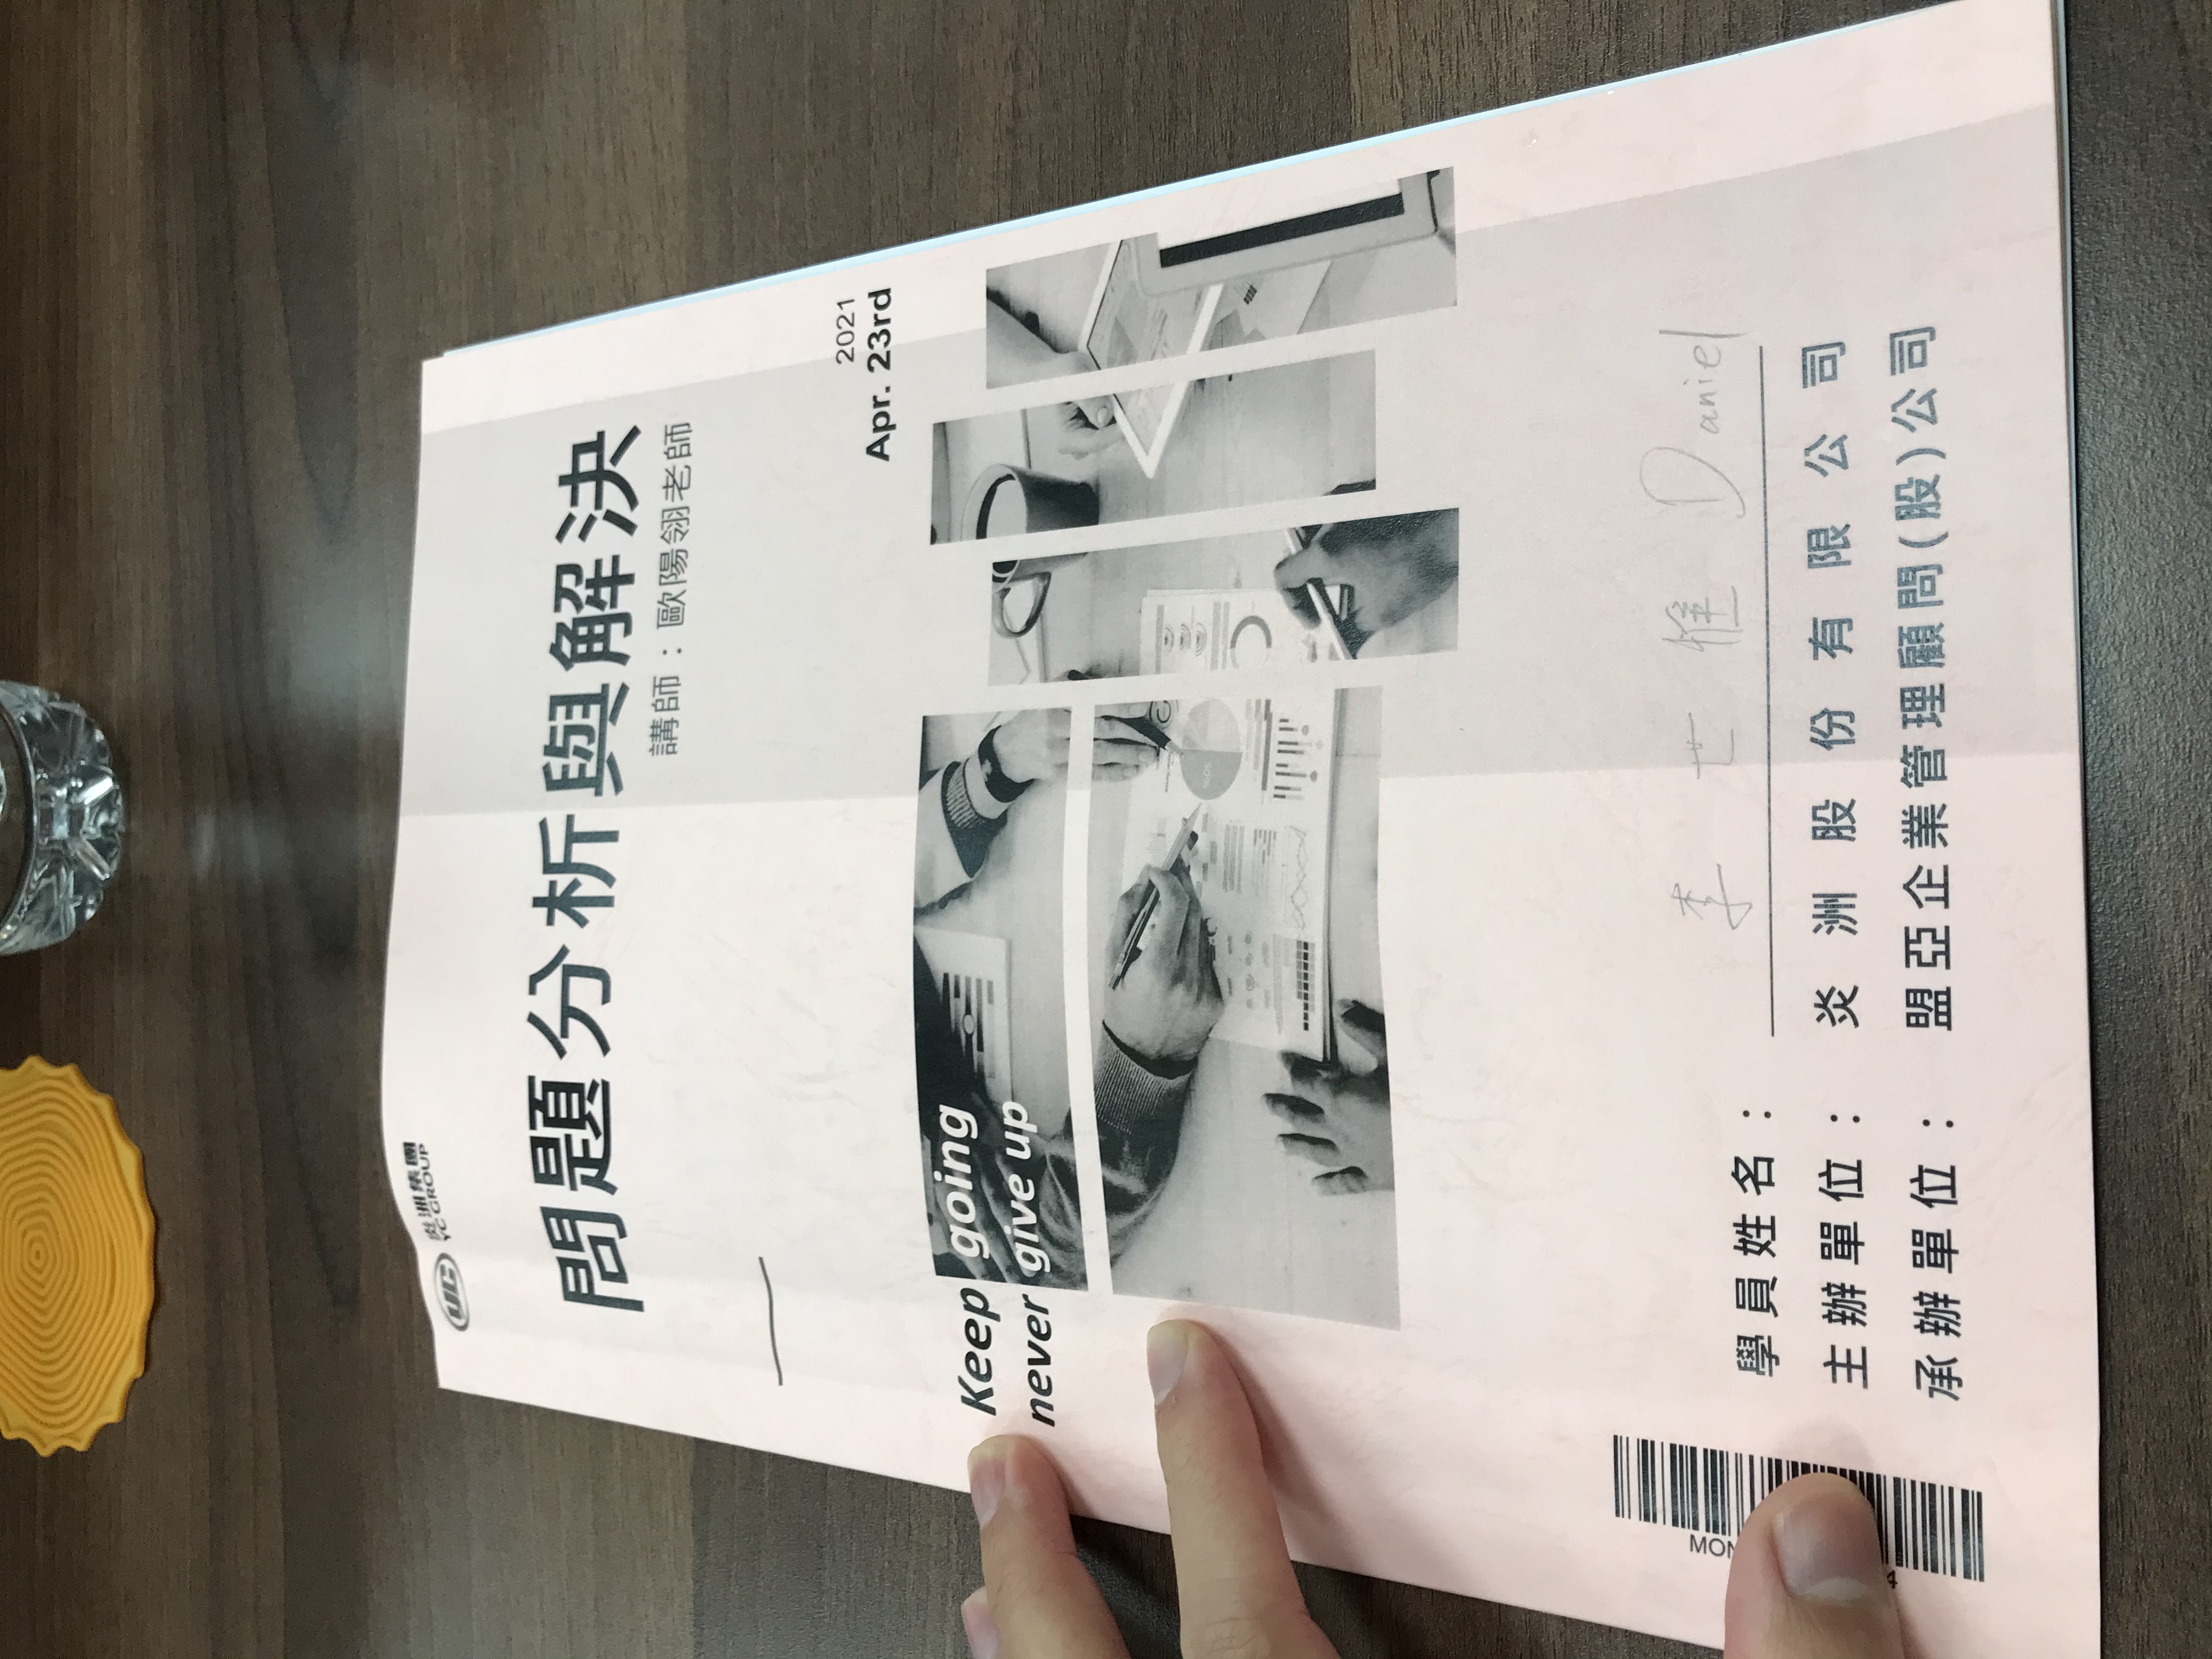 炎洲集團
YC GROUP
問題分析與解決
講師：歐陽翎老師
2021
Apr. 23rd
Keep going
never give up
學員姓名： 李 世 惟 Daniel
主辦單位： 炎洲股份有限公司
承辦單位： 盟亞企業管理顧問(股)公司
MON